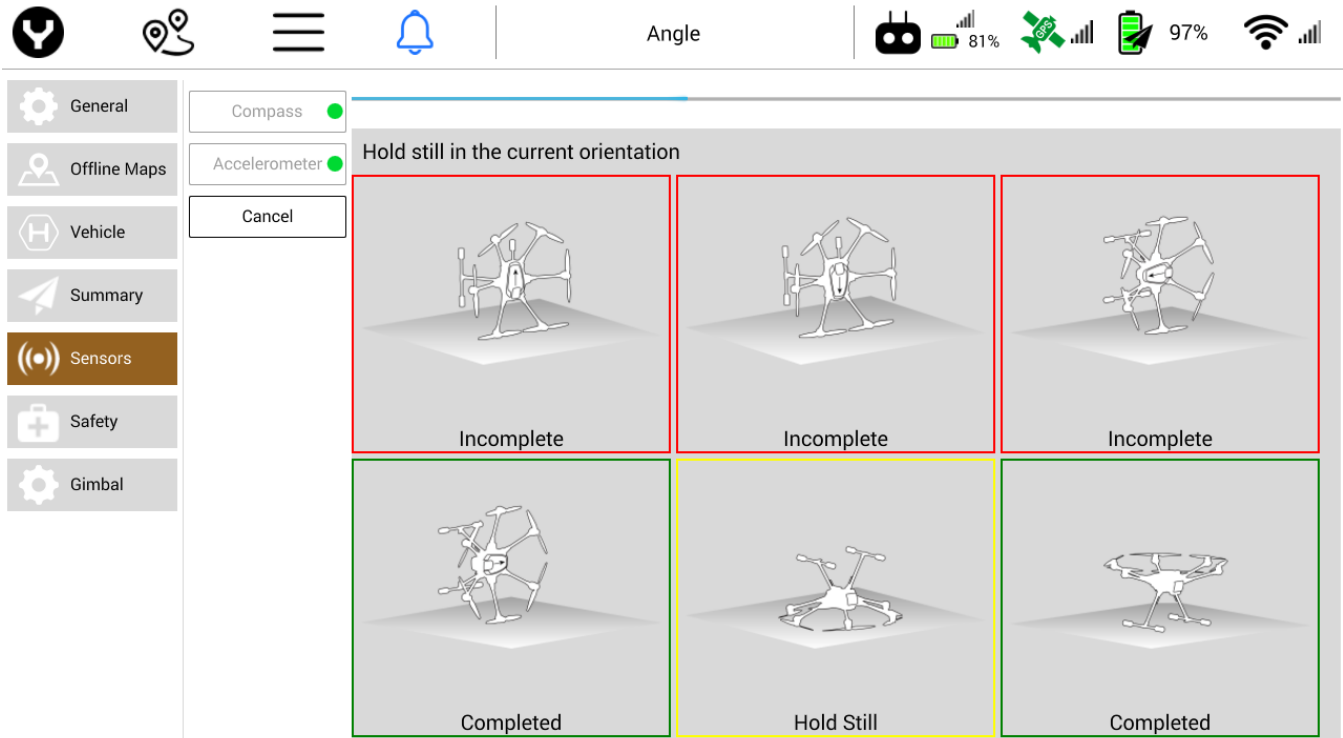 Angle
81%
GPS
97%
General
Offline Maps
Vehicle
Summary
Sensors
Safety
Gimbal
Compass
Accelerometer
Cancel
Hold still in the current orientation
Incomplete
Incomplete
Incomplete
Completed
Hold Still
Completed